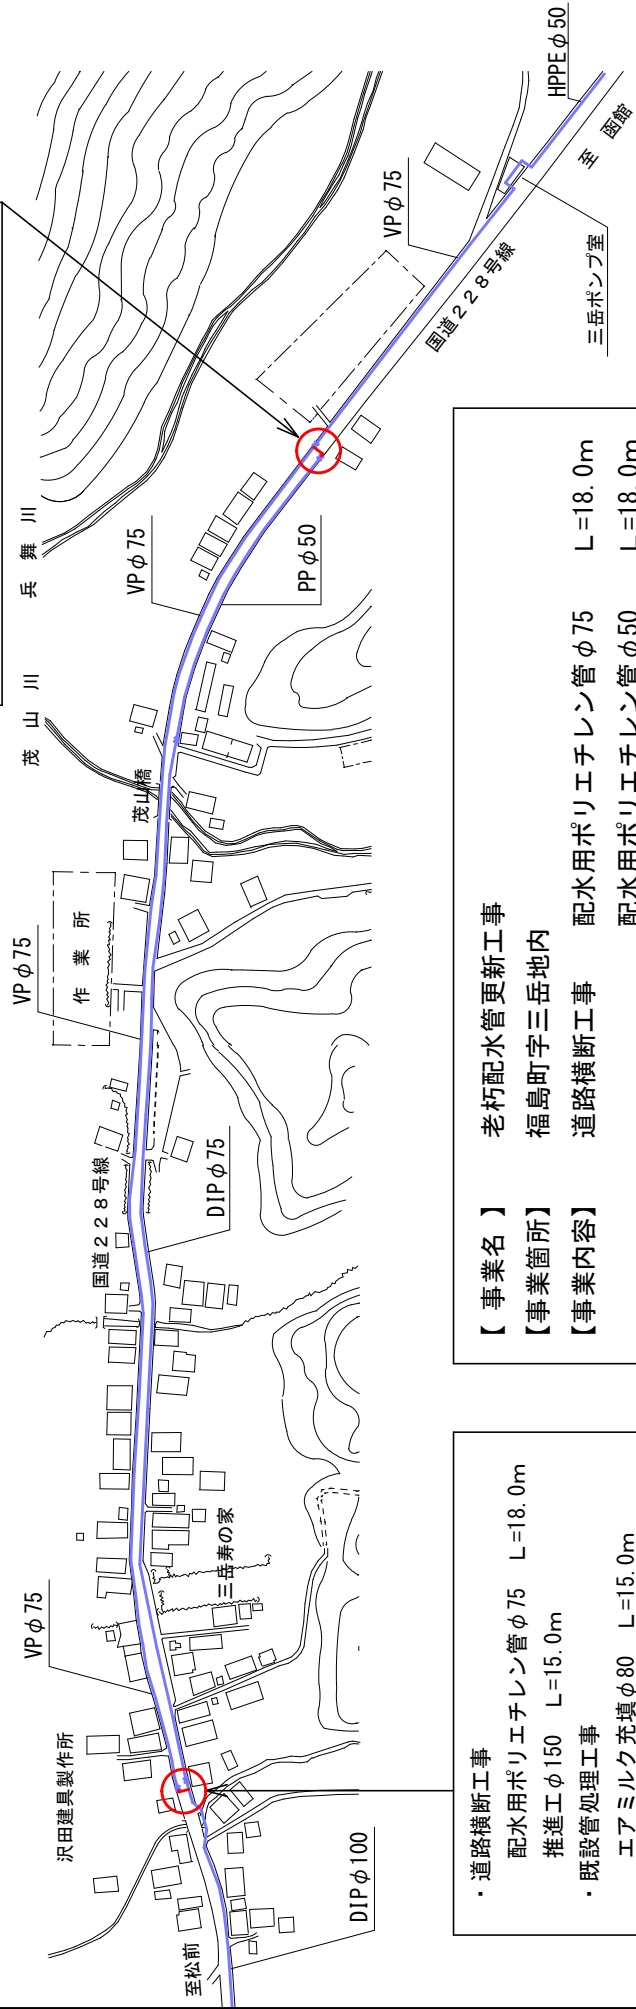 HPPEφ50
至 函館
三岳ポンプ室
VPφ75
国道228号線
兵舞川
VPφ75
PPφ50
茂山川
茂山橋
VPφ75
作業所
DIPφ75
国道228号線
VPφ75
三岳寿の家
沢田建具製作所
DIPφ100
至松前
【 事業名 】 老朽配水管更新工事
【事業箇所】 福島町字三岳地内
【事業内容】 道路横断工事 配水用ポリエチレン管φ75 L=18.0m
配水用ポリエチレン管φ50 L=18.0m
・道路横断工事
配水用ポリエチレン管φ75 L=18.0m
推進工φ150 L=15.0m
・既設管処理工事
エアミルク充填φ80 L=15.0m